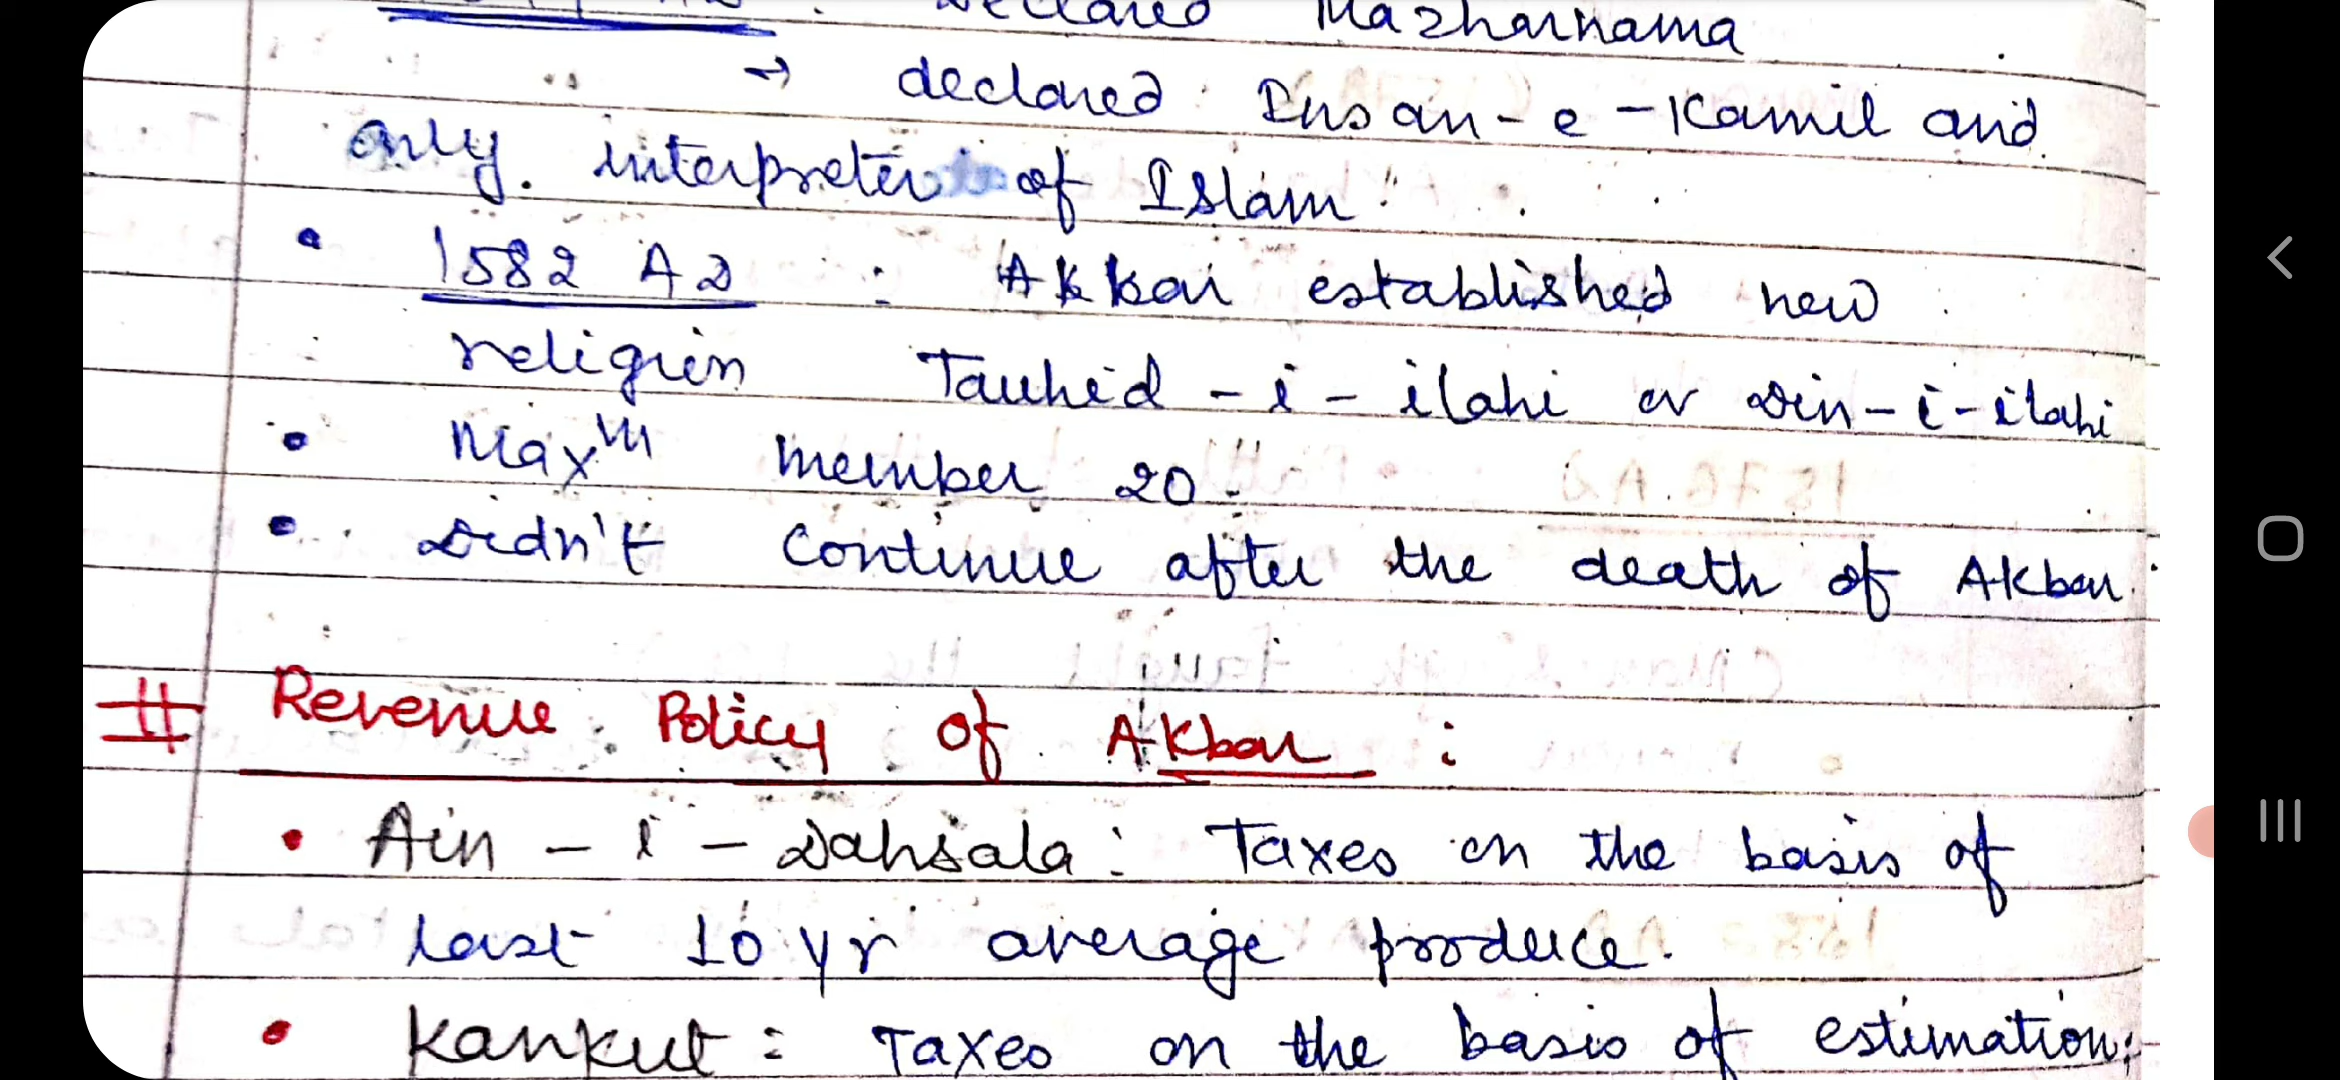 Declared Mazharnama
→ declared Insan-e-Kamil and
only interpreter of Islam.
• 1582 AD : Akbar established new
religion Tauhid-i-ilahi or Din-i-ilahi
• Maxm member 20.
• Didn't continue after the death of Akbar.
# Revenue Policy of Akbar :
• Ain-i-Dahsala: Taxes on the basis of
last 10 yr average produce.
• Kankut: Taxes on the basis of estimation.